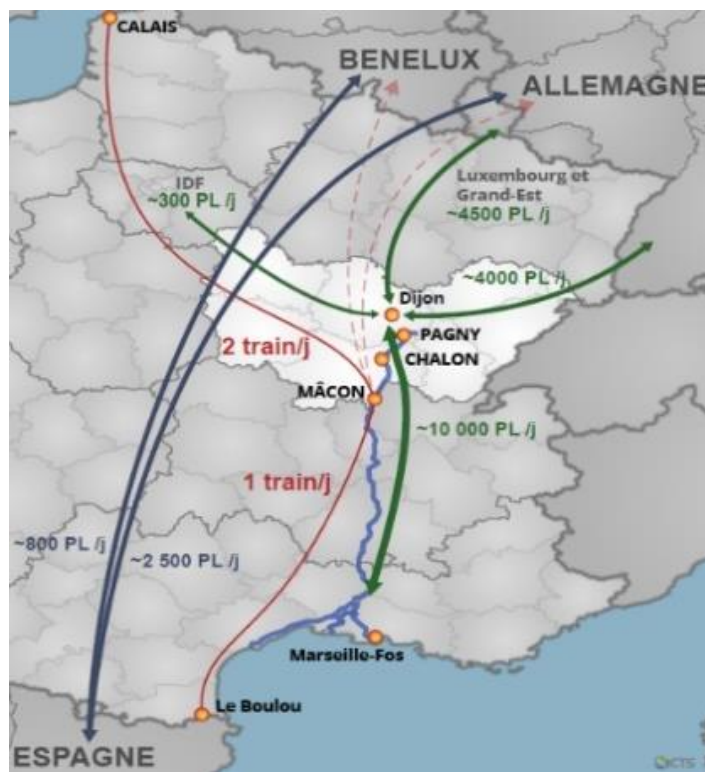 CALAIS
BENELUX
ALLEMAGNE
IDF
~300 PL /j
Luxembourg et
Grand-Est
~4500 PL /j
~4000 PL /j
Dijon
PAGNY
2 train/j
CHALON
MÂCON
~10 000 PL /j
1 train/j
~800 PL /j
~2 500 PL /j
Marseille-Fos
Le Boulou
ESPAGNE
CTS